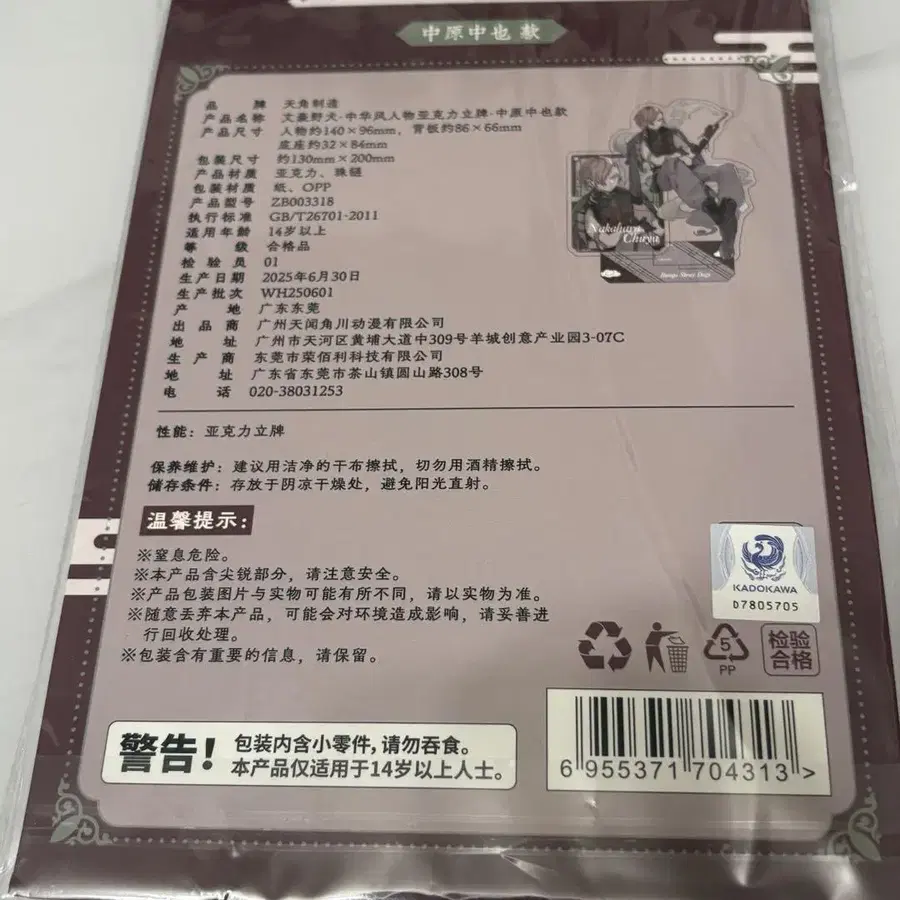 中原中也 款
品 牌 天角制造
产品名称 文豪野犬-中华风人物亚克力立牌-中原中也款
产品尺寸 人物约140×96mm，背板约86×66mm
底座约32×84mm
包装尺寸 约130mm×200mm
产品材质 亚克力、珠链
包装材质 纸、OPP
产品型号 ZB003318
执行标准 GB/T26701-2011
适用年龄 14岁以上
等 级 合格品
检 验 员 01
生产日期 2025年6月30日
生产批次 WH250601
产 地 广东东莞
出 品 商 广州天闻角川动漫有限公司
地 址 广州市天河区黄埔大道中309号羊城创意产业园3-07C
生 产 商 东莞市荣佰利科技有限公司
地 址 广东省东莞市茶山镇圆山路308号
电 话 020-38031253
Nakahara
Chuya
Bungo Stray Dogs
性能：亚克力立牌
保养维护：建议用洁净的干布擦拭，切勿用酒精擦拭。
储存条件：存放于阴凉干燥处，避免阳光直射。
温馨提示：
※窒息危险。
※本产品含尖锐部分，请注意安全。
※产品包装图片与实物可能有所不同，请以实物为准。
※随意丢弃本产品，可能会对环境造成影响，请妥善进
行回收处理。
※包装含有重要的信息，请保留。
KADOKAWA
D7805705
5
PP
检验
合格
警告！
包装内含小零件，请勿吞食。
本产品仅适用于14岁以上人士。
6 955371 704313 >